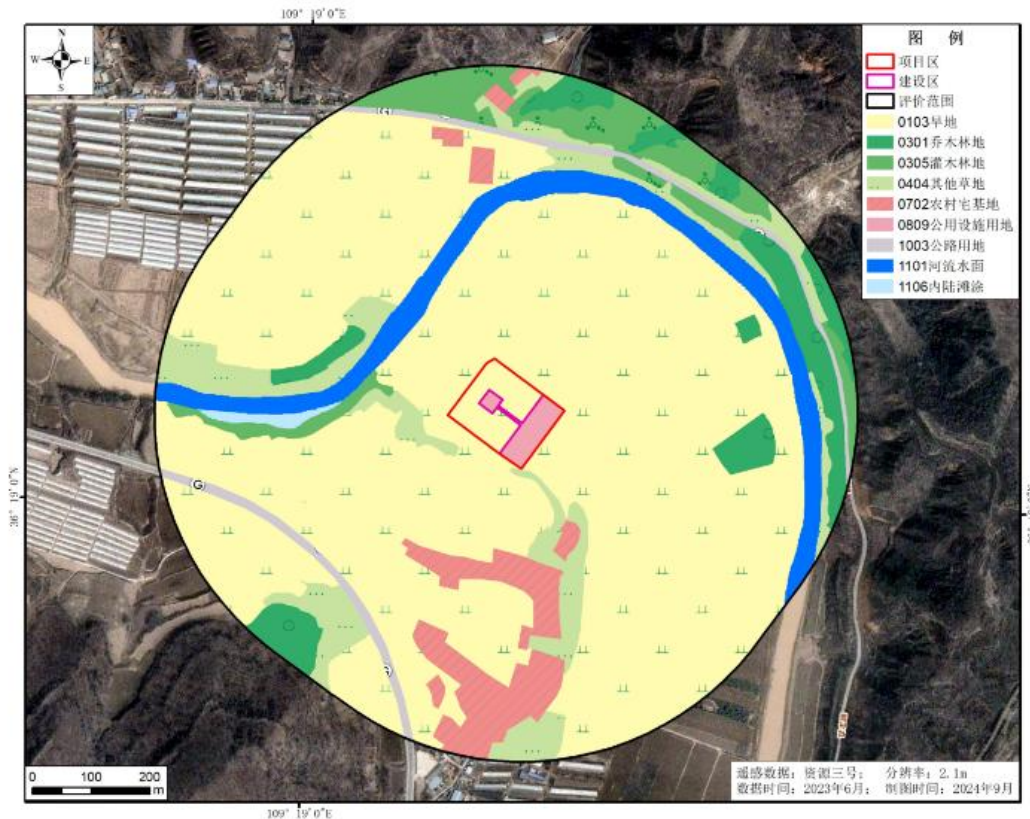 109° 19′0″E
N
W
E
S
图 例
项目区
建设区
评价范围
0103旱地
0301乔木林地
0305灌木林地
0404其他草地
0702农村宅基地
0809公用设施用地
1003公路用地
1101河流水面
1106内陆滩涂
G
G
G
36° 19′0″N
0 100 200
m
遥感数据：资源三号； 分辨率：2.1m
数据时间：2023年6月； 制图时间：2024年9月
109° 19′0″E